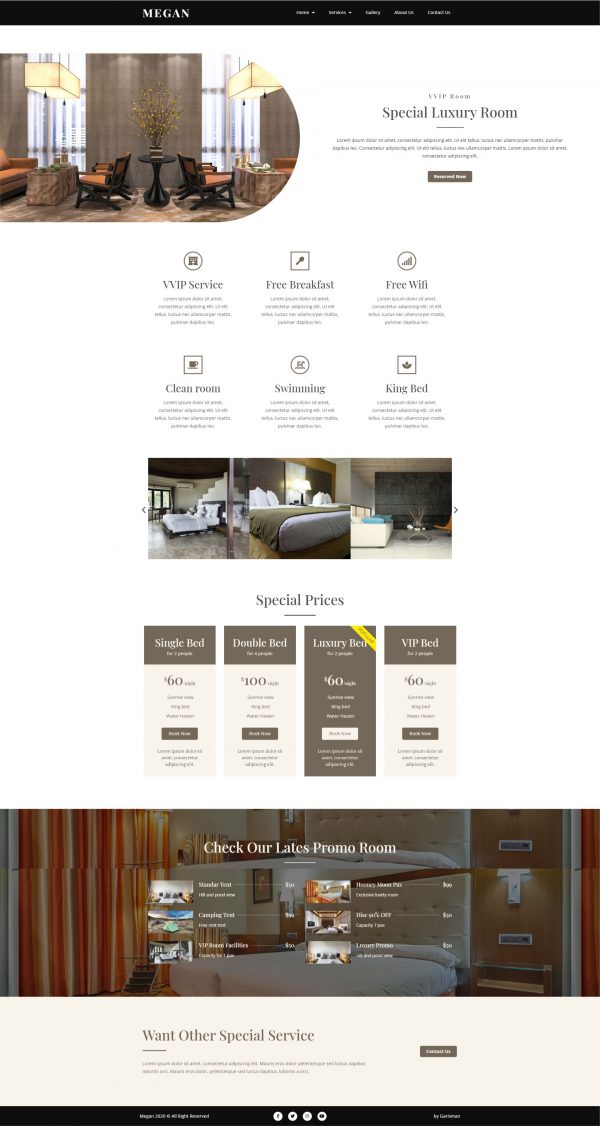 MEGAN
Home Services Gallery About Us Contact Us
VVIP Room
Special Luxury Room
Lorem ipsum dolor sit amet, consectetur adipiscing elit. Ut elit tellus, luctus nec ullamcorper mattis, pulvinar
dapibus leo. Consectetur adipiscing elit. Ut elit tellus, luctus nec ullamcorper mattis. Lorem ipsum dolor sit amet,
consectetur adipiscing elit.
Reserved Now
VVIP Service
Lorem ipsum dolor sit amet,
consectetur adipiscing elit. Ut elit
tellus, luctus nec ullamcorper mattis,
pulvinar dapibus leo.
Free Breakfast
Lorem ipsum dolor sit amet,
consectetur adipiscing elit. Ut elit
tellus, luctus nec ullamcorper mattis,
pulvinar dapibus leo.
Free Wifi
Lorem ipsum dolor sit amet,
consectetur adipiscing elit. Ut elit
tellus, luctus nec ullamcorper mattis,
pulvinar dapibus leo.
Clean room
Lorem ipsum dolor sit amet,
consectetur adipiscing elit. Ut elit
tellus, luctus nec ullamcorper mattis,
pulvinar dapibus leo.
Swimming
Lorem ipsum dolor sit amet,
consectetur adipiscing elit. Ut elit
tellus, luctus nec ullamcorper mattis,
pulvinar dapibus leo.
King Bed
Lorem ipsum dolor sit amet,
consectetur adipiscing elit. Ut elit
tellus, luctus nec ullamcorper mattis,
pulvinar dapibus leo.
Special Prices
Single Bed
for 2 people
$60 night
Sunrise view
King bed
Water Heater
Book Now
Lorem ipsum dolor sit
amet, consectetur
adipiscing elit
Double Bed
for 4 people
$100 night
Sunrise view
King bed
Water Heater
Book Now
Lorem ipsum dolor sit
amet, consectetur
adipiscing elit
Luxury Bed
for 2 people
$60 night
Sunrise view
King bed
Water Heater
Book Now
Lorem ipsum dolor sit
amet, consectetur
adipiscing elit
VIP Bed
for 2 people
$60 night
Sunrise view
King bed
Water Heater
Book Now
Lorem ipsum dolor sit
amet, consectetur
adipiscing elit
Check Our Lates Promo Room
Standar Tent $50
Hill and pond view
Camping Tent $99
Free rent tent
VIP Room Facilities $50
Capacity for 1 pax
Hooney Moon Pax $99
Exclusive lovely room
Disc 90% OFF $50
Capacity 7 pax
Luxury Promo $50
Hill and pond view
Want Other Special Service
Lorem ipsum dolor sit amet, consectetur adipiscing elit. Mauris eros dolor pellentesque sed luctus
lobortis a orci. Mauris eros dolor pellentesque sed luctus lobortis a orci.
Contact Us
Megan 2020 © All Right Reserved
by Garisman